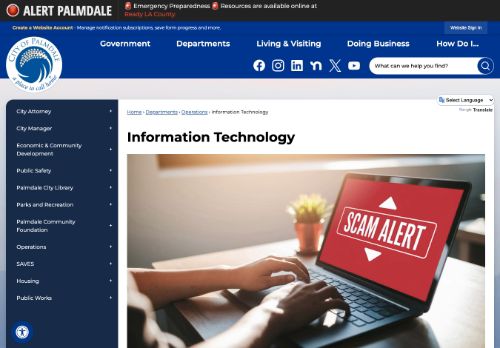 ALERT PALMDALE
🚨 Emergency Preparedness 🚨 Resources are available online at
Ready LA County.
Create a Website Account - Manage notification subscriptions, save form progress and more.
Website Sign In
CITY OF PALMDALE
a place to call home
Government
Departments
Living & Visiting
Doing Business
How Do I...
What can we help you find?
Select Language
Google Translate
City Attorney
City Manager
Economic & Community
Development
Public Safety
Palmdale City Library
Parks and Recreation
Palmdale Community
Foundation
Operations
SAVES
Housing
Public Works
Home › Departments › Operations › Information Technology
Information Technology
SCAM ALERT